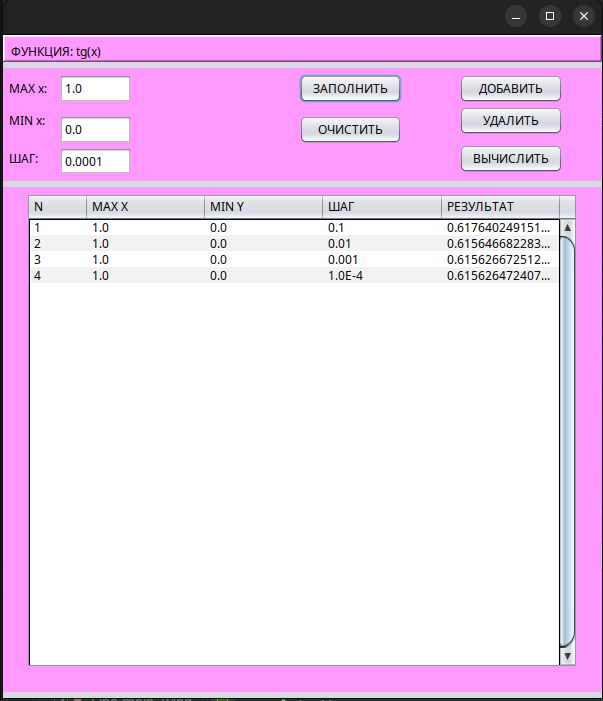 ФУНКЦИЯ: tg(x)
MAX x: 1.0 ЗАПОЛНИТЬ ДОБАВИТЬ
MIN x: 0.0 ОЧИСТИТЬ УДАЛИТЬ
ШАГ: 0.0001 ВЫЧИСЛИТЬ
N MAX X MIN Y ШАГ РЕЗУЛЬТАТ
1 1.0 0.0 0.1 0.617640249151...
2 1.0 0.0 0.01 0.615646682283...
3 1.0 0.0 0.001 0.615626672512...
4 1.0 0.0 1.0E-4 0.615626472407...